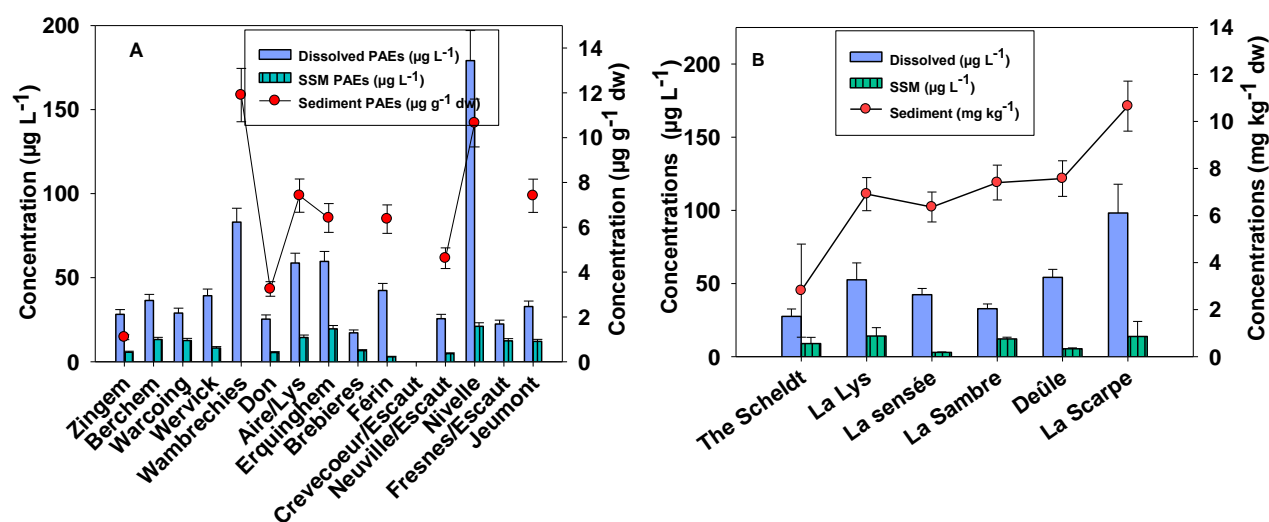 A
Dissolved PAEs (µg L⁻¹)
SSM PAEs (µg L⁻¹)
Sediment PAEs (µg g⁻¹ dw)
Concentration (µg L⁻¹)
200
150
100
50
0
Concentration (µg g⁻¹ dw)
14
12
10
8
6
4
2
0
Zingem
Berchem
Warcoing
Wervick
Wambrechies
Don
Aire/Lys
Erquinghem
Brebieres
Férin
Crevecoeur/Escaut
Neuville/Escaut
Nivelle
Fresnes/Escaut
Jeumont
B
Dissolved (µg L⁻¹)
SSM (µg L⁻¹)
Sediment (mg kg⁻¹)
Concentrations (µg L⁻¹)
200
150
100
50
0
Concentrations (mg kg⁻¹ dw)
14
12
10
8
6
4
2
0
The Scheldt
La Lys
La sensée
La Sambre
Deûle
La Scarpe